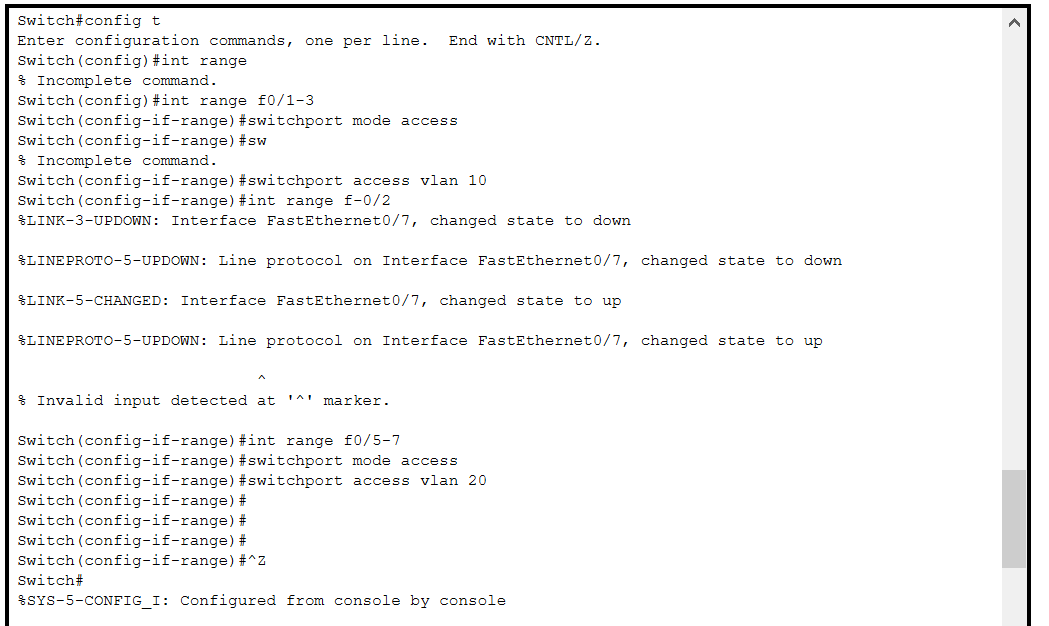 Switch#config t
Enter configuration commands, one per line.  End with CNTL/Z.
Switch(config)#int range
% Incomplete command.
Switch(config)#int range f0/1-3
Switch(config-if-range)#switchport mode access
Switch(config-if-range)#sw
% Incomplete command.
Switch(config-if-range)#switchport access vlan 10
Switch(config-if-range)#int range f-0/2
%LINK-3-UPDOWN: Interface FastEthernet0/7, changed state to down
%LINEPROTO-5-UPDOWN: Line protocol on Interface FastEthernet0/7, changed state to down
%LINK-5-CHANGED: Interface FastEthernet0/7, changed state to up
%LINEPROTO-5-UPDOWN: Line protocol on Interface FastEthernet0/7, changed state to up
^
% Invalid input detected at '^' marker.
Switch(config-if-range)#int range f0/5-7
Switch(config-if-range)#switchport mode access
Switch(config-if-range)#switchport access vlan 20
Switch(config-if-range)#
Switch(config-if-range)#
Switch(config-if-range)#
Switch(config-if-range)#^Z
Switch#
%SYS-5-CONFIG_I: Configured from console by console